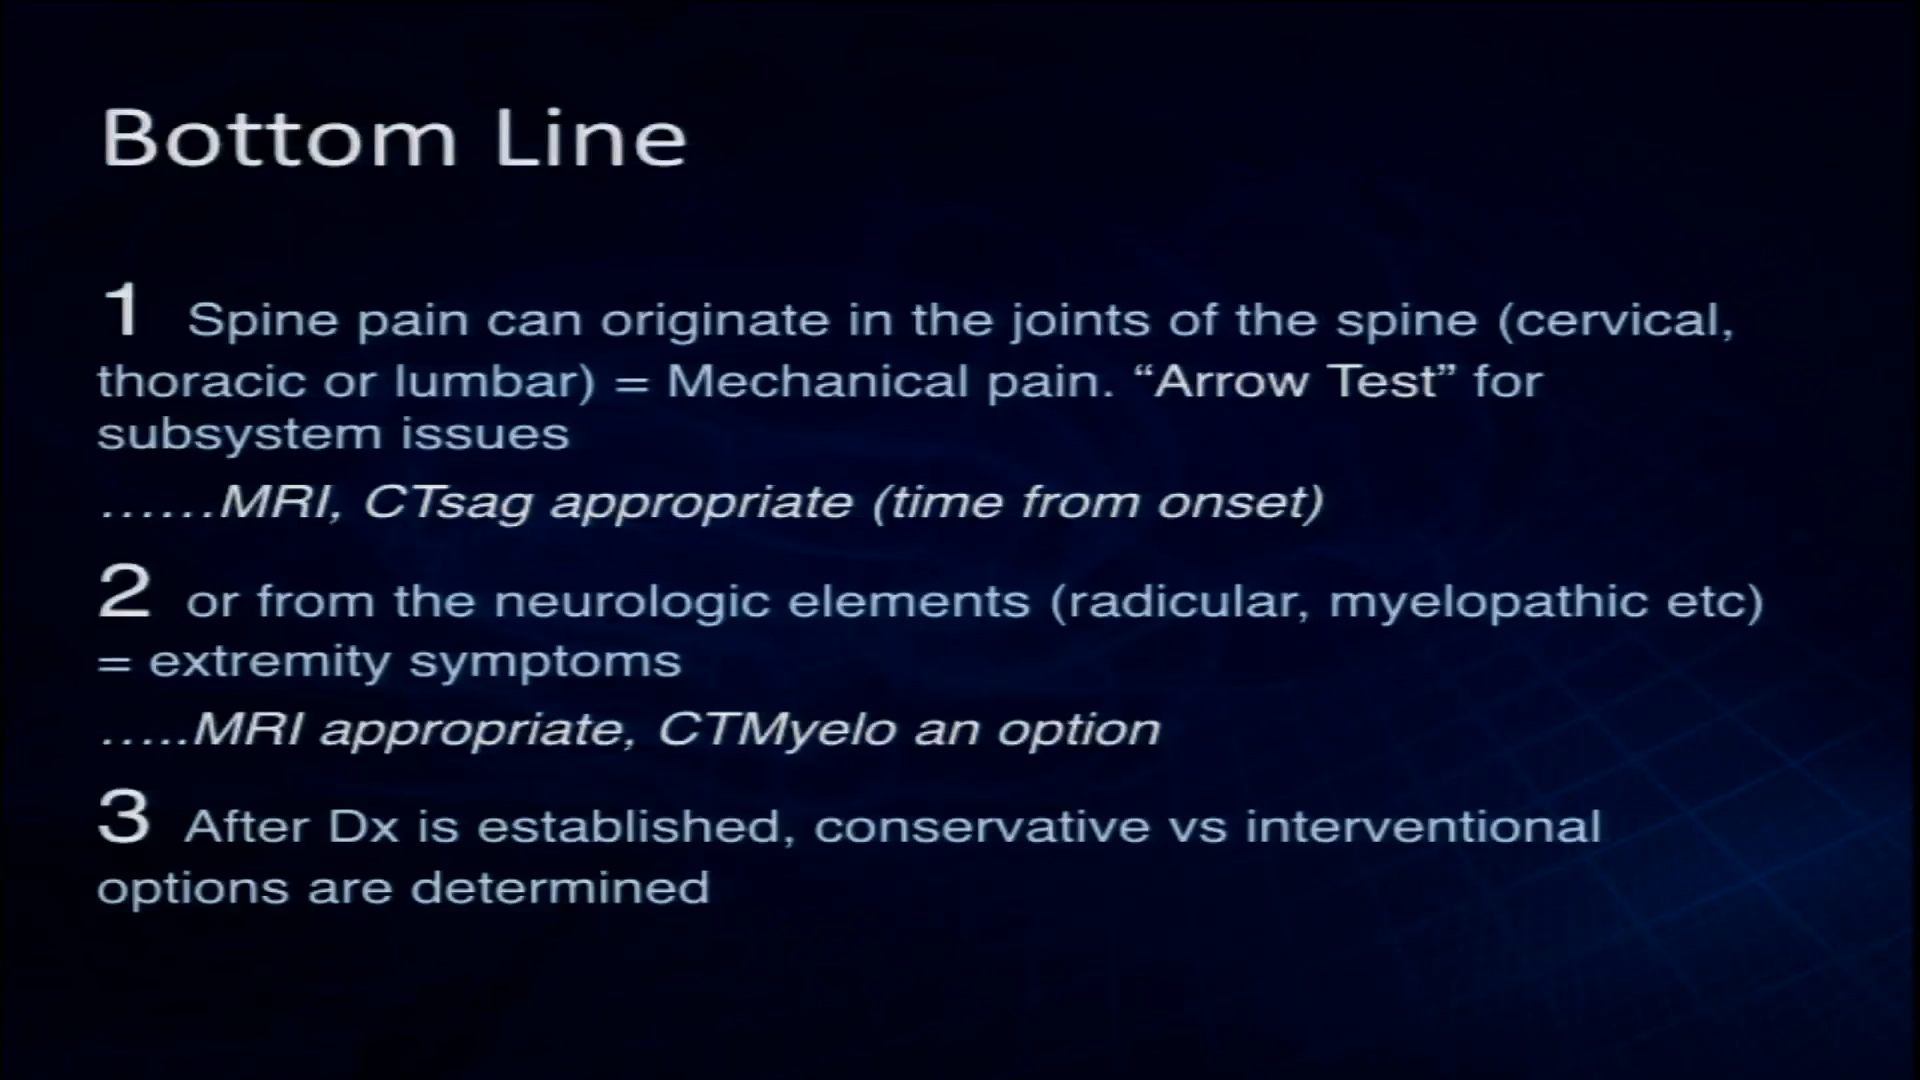 Bottom Line
1 Spine pain can originate in the joints of the spine (cervical,
thoracic or lumbar) = Mechanical pain. “Arrow Test” for
subsystem issues
......MRI, CTsag appropriate (time from onset)
2 or from the neurologic elements (radicular, myelopathic etc)
= extremity symptoms
.....MRI appropriate, CTMyelo an option
3 After Dx is established, conservative vs interventional
options are determined